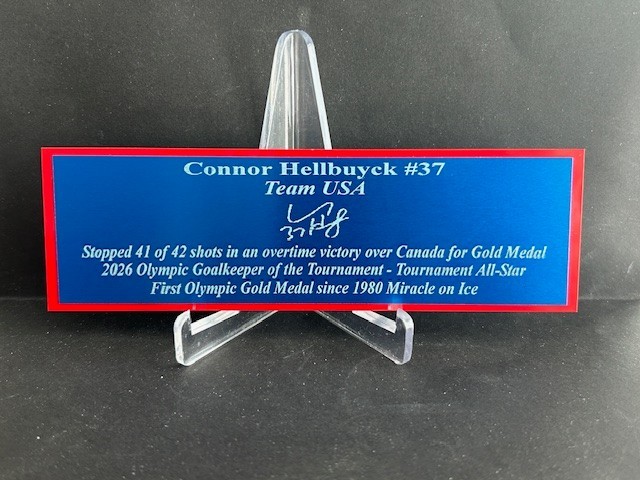 Connor Hellbuyck #37
Team USA
Stopped 41 of 42 shots in an overtime victory over Canada for Gold Medal
2026 Olympic Goalkeeper of the Tournament - Tournament All-Star
First Olympic Gold Medal since 1980 Miracle on Ice